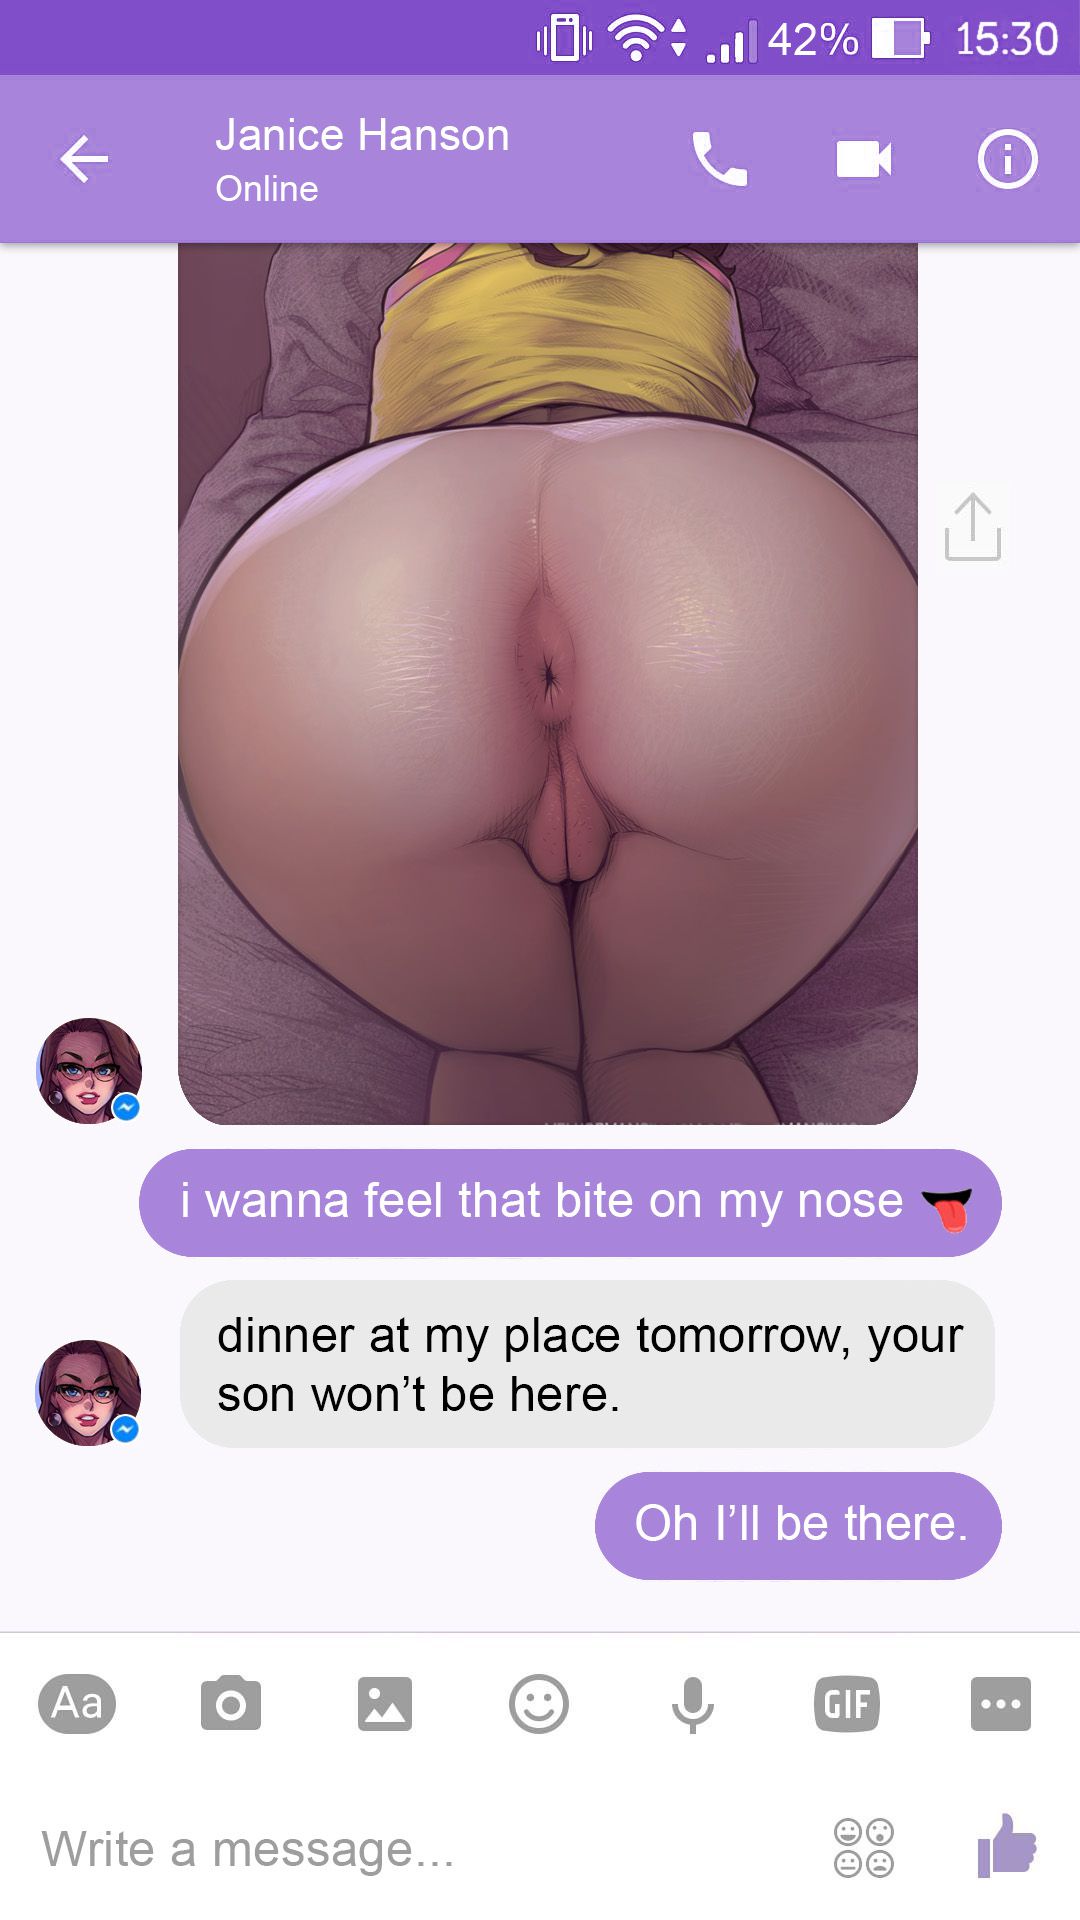 42% 15:30
Janice Hanson
Online
i wanna feel that bite on my nose
dinner at my place tomorrow, your
son won’t be here.
Oh I’ll be there.
Aa
GIF
Write a message...